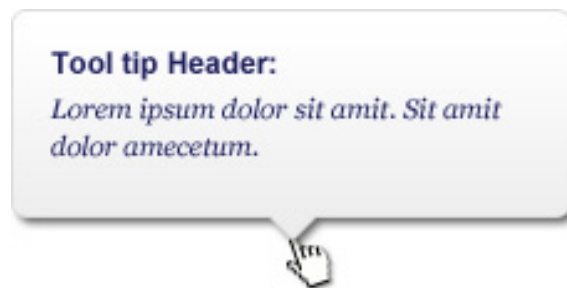 Tool tip Header:
Lorem ipsum dolor sit amit. Sit amit
dolor amecetum.